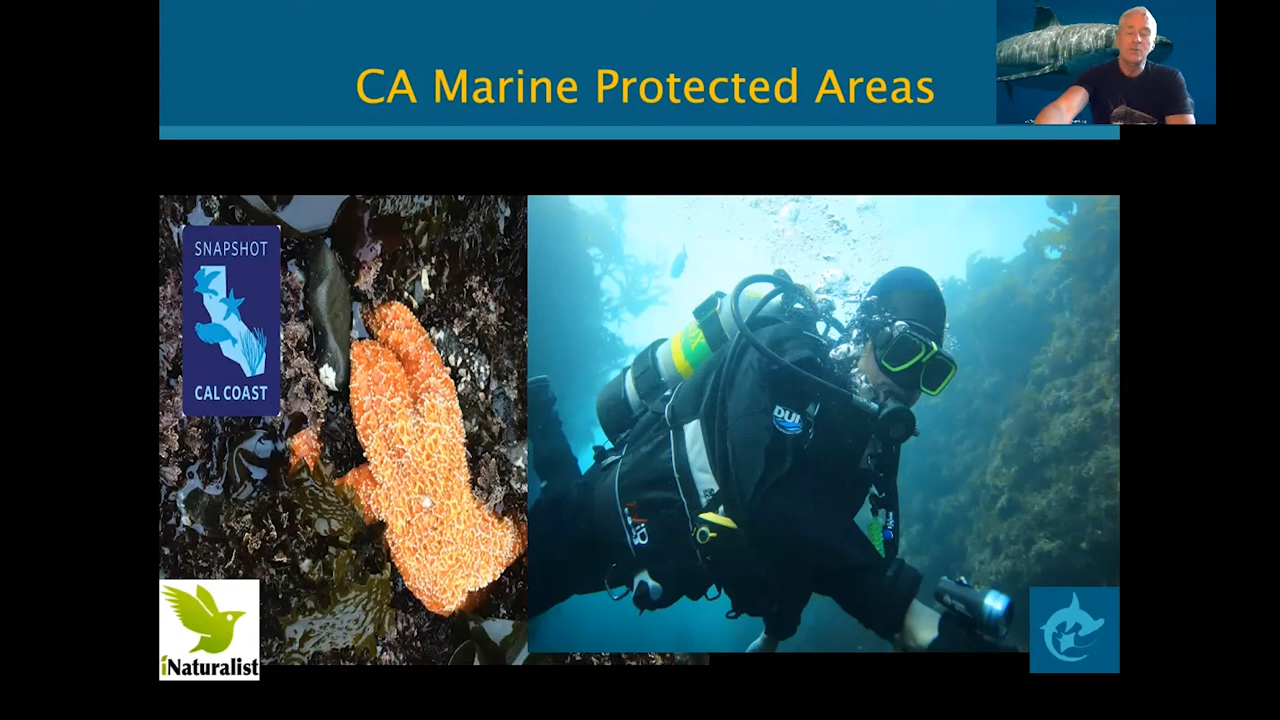 CA Marine Protected Areas
SNAPSHOT
CAL COAST
DUI
iNaturalist